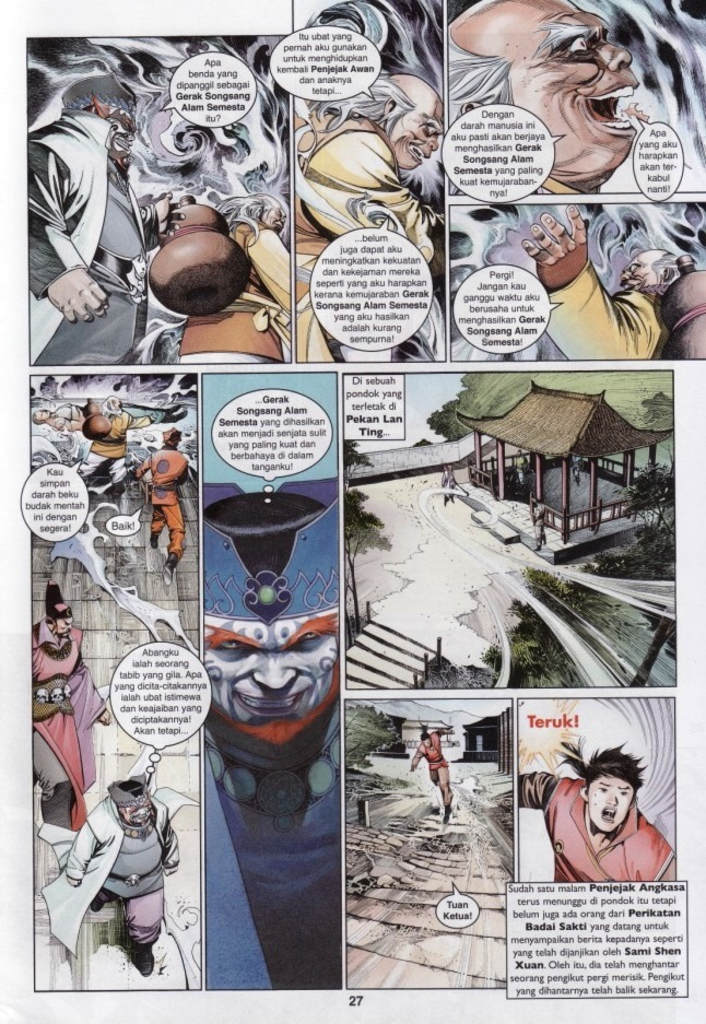 Apa
benda yang
dipanggil sebagai
Gerak Songsang
Alam Semesta
itu?
Itu ubat yang
pernah aku gunakan
untuk menghidupkan
kembali Penjejak Awan
dan anaknya
tetapi...
...belum
juga dapat aku
meningkatkan kekuatan
dan kekejaman mereka
seperti yang aku harapkan
kerana kemujaraban Gerak
Songsang Alam Semesta
yang aku hasilkan
adalah kurang
sempurna!
Dengan
darah manusia ini
aku pasti akan berjaya
menghasilkan Gerak
Songsang Alam
Semesta yang paling
kuat kemujaraban-
nya!
Apa
yang aku
harapkan
akan ter-
kabul
nanti!
Pergi!
Jangan kau
ganggu waktu aku
berusaha untuk
menghasilkan Gerak
Songsang Alam
Semesta!
Kau
simpan
darah beku
budak mentah
ini dengan
segera!
Baik!
Abangku
ialah seorang
tabib yang gila. Apa
yang dicita-citakannya
ialah ubat istimewa
dan keajaiban yang
diciptakannya!
Akan tetapi...
...Gerak
Songsang Alam
Semesta yang dihasilkan
akan menjadi senjata sulit
yang paling kuat dan
berbahaya di
tanganku!
Di sebuah
pondok yang
terletak di
Pekan Lan
Ting...
Tuan
Ketua!
Teruk!
Sudah satu malam Penjejak Angkasa
terus menunggu di pondok itu tetapi
belum juga ada orang dari Perikatan
Badai Sakti yang datang untuk
menyampaikan berita kepadanya seperti
yang telah dijanjikan oleh Sami Shen
Xuan. Oleh itu, dia telah menghantar
seorang pengikut pergi merisik. Pengikut
yang dihantarnya telah balik sekarang.
27